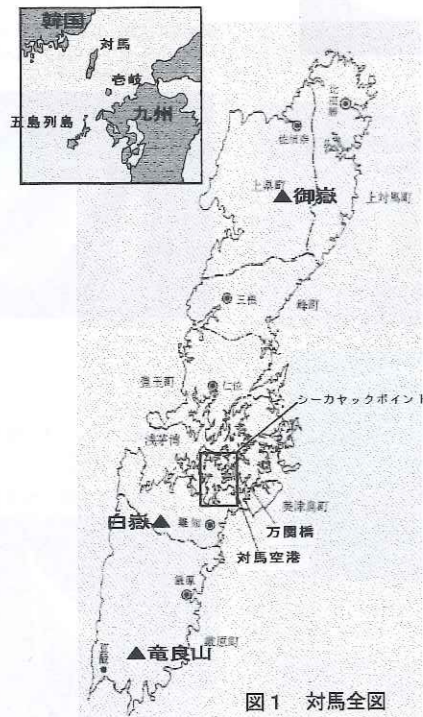 韓国
対馬
壱岐
九州
五島列島
佐須奈
上県町
御嶽
上対馬町
三根
峰町
豊玉町
仁位
シーカヤックポイント
浅茅湾
美津島町
白嶽
雞知
万関橋
対馬空港
厳原
厳原町
竜良山
図1 対馬全図